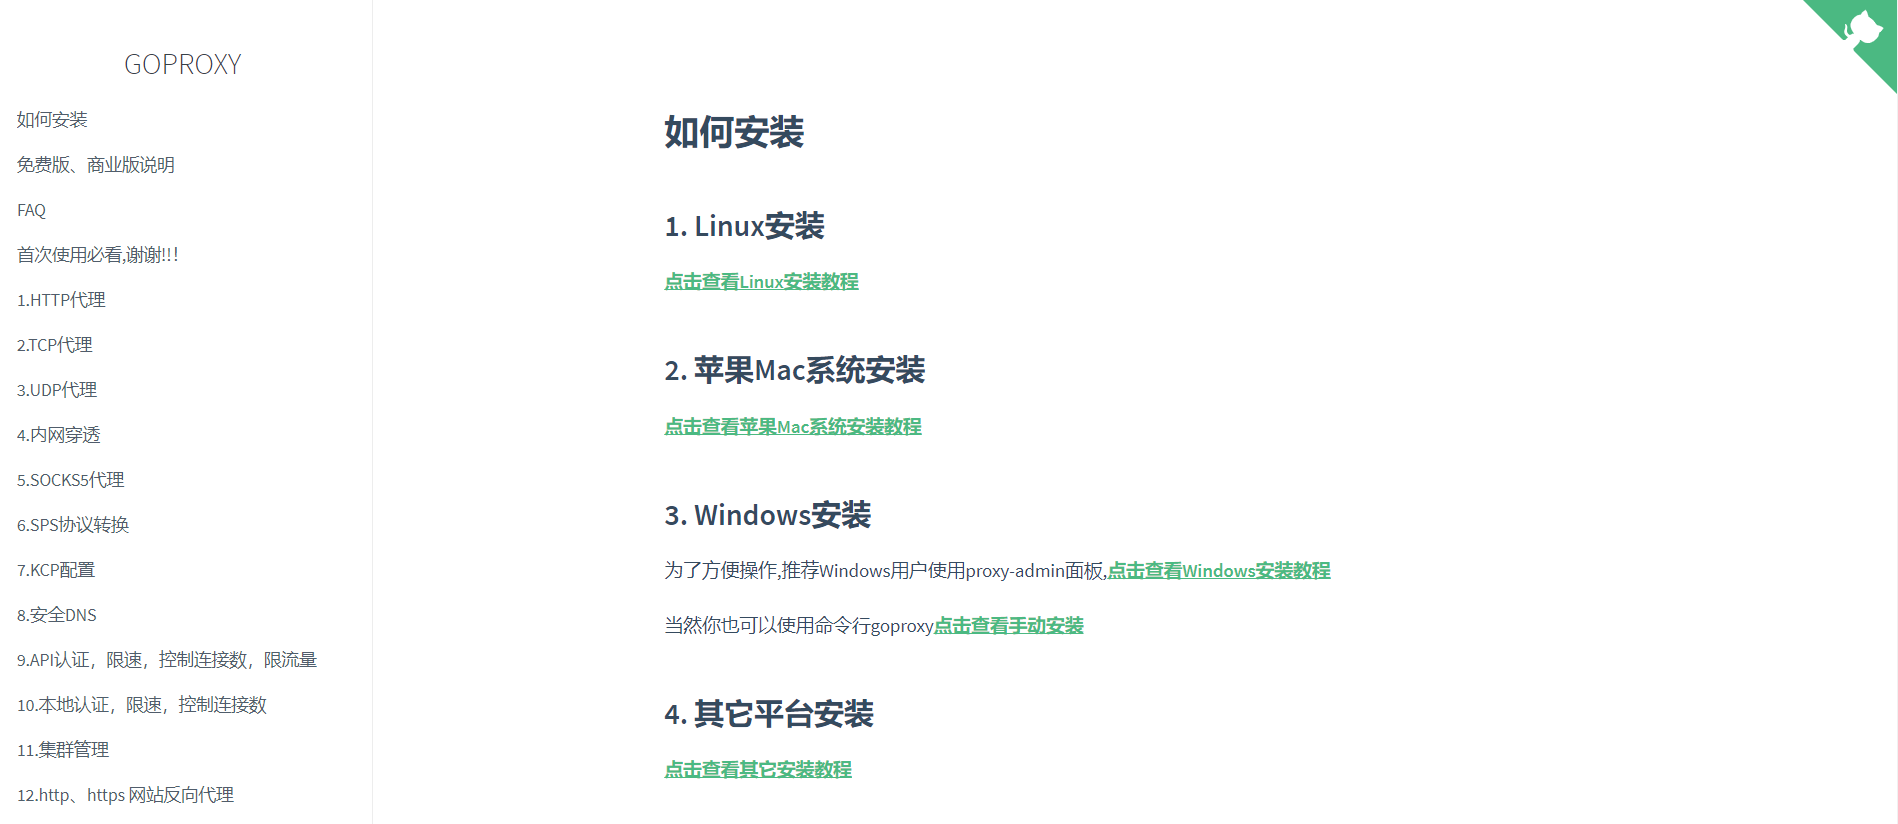 GOPROXY
如何安装
免费版、商业版说明
FAQ
首次使用必看,谢谢!!!
1.HTTP代理
2.TCP代理
3.UDP代理
4.内网穿透
5.SOCKS5代理
6.SPS协议转换
7.KCP配置
8.安全DNS
9.API认证，限速，控制连接数，限流量
10.本地认证，限速，控制连接数
11.集群管理
12.http、https 网站反向代理
如何安装
1. Linux安装
点击查看Linux安装教程
2. 苹果Mac系统安装
点击查看苹果Mac系统安装教程
3. Windows安装
为了方便操作,推荐Windows用户使用proxy-admin面板,点击查看Windows安装教程
当然你也可以使用命令行goproxy点击查看手动安装
4. 其它平台安装
点击查看其它安装教程